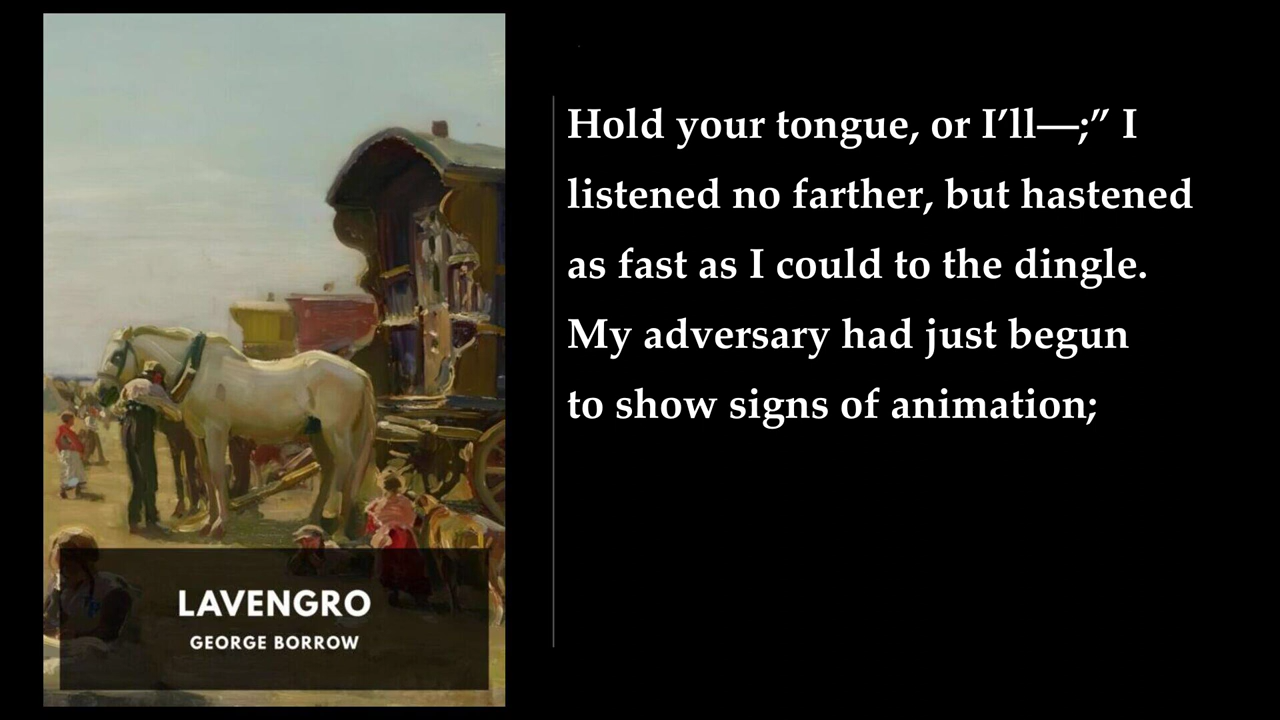 LAVENGRO
GEORGE BORROW
Hold your tongue, or I’ll—;” I
listened no farther, but hastened
as fast as I could to the dingle.
My adversary had just begun
to show signs of animation;